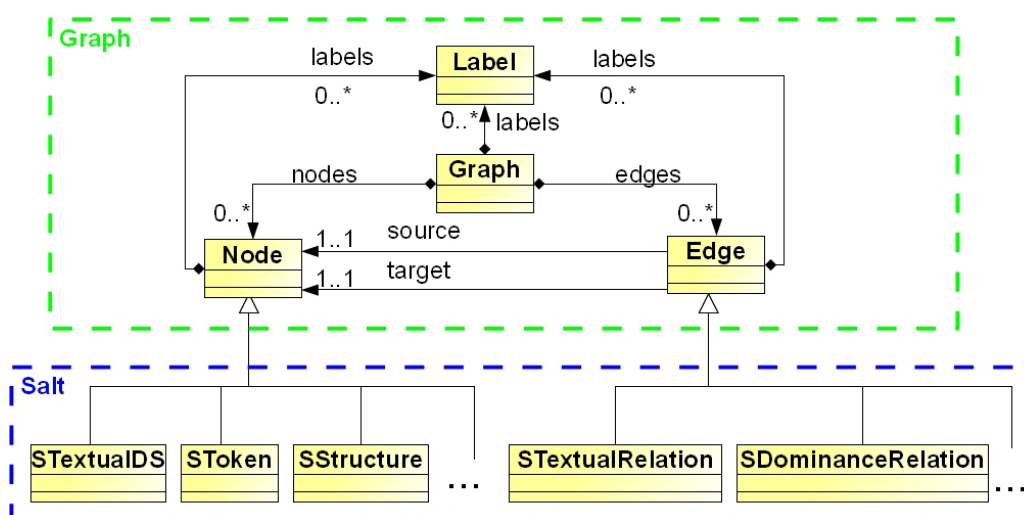 Graph
labels Label labels
0..* 0..*
0..* labels
nodes Graph edges
0..* 0..*
Node 1..1 source Edge
1..1 target
Salt
STextualDS SToken SStructure ... STextualRelation SDominanceRelation ...